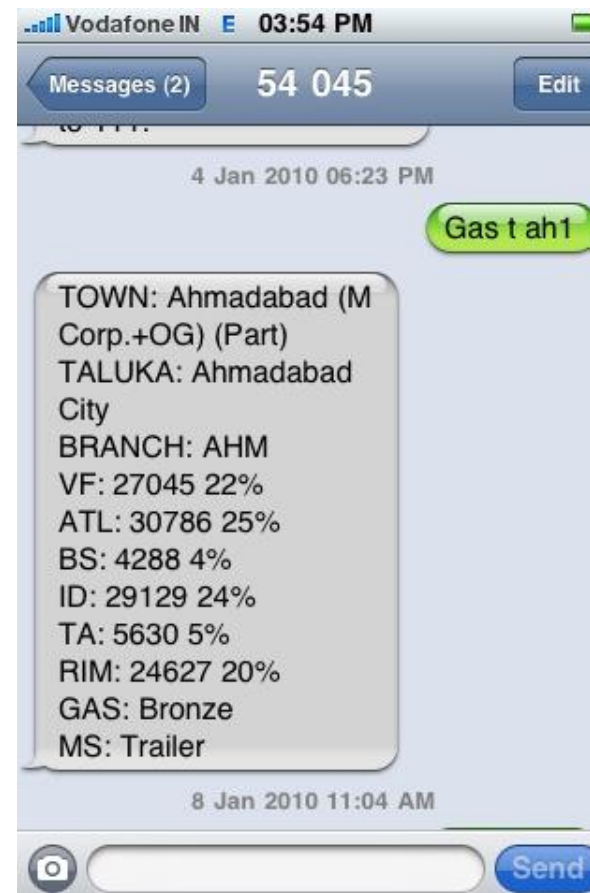 Vodafone IN E 03:54 PM
Messages (2) 54 045 Edit
to 111.
4 Jan 2010 06:23 PM
Gas t ah1
TOWN: Ahmadabad (M
Corp.+OG) (Part)
TALUKA: Ahmadabad
City
BRANCH: AHM
VF: 27045 22%
ATL: 30786 25%
BS: 4288 4%
ID: 29129 24%
TA: 5630 5%
RIM: 24627 20%
GAS: Bronze
MS: Trailer
8 Jan 2010 11:04 AM
Send